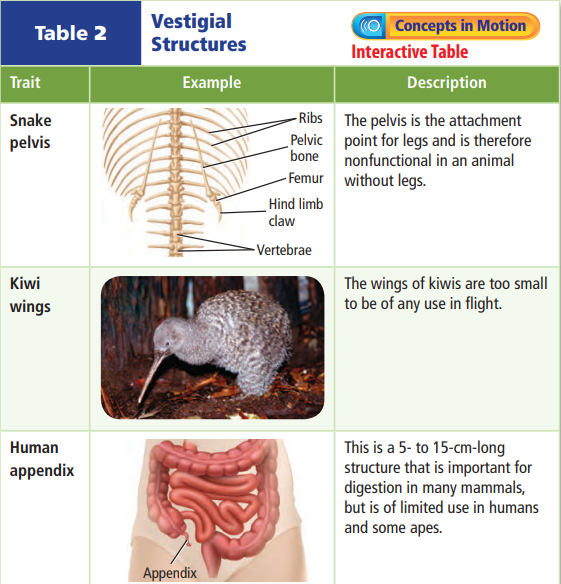 Table 2
Vestigial
Structures
Concepts in Motion
Interactive Table
Trait
Example
Description
Snake
pelvis
Ribs
Pelvic
bone
Femur
Hind limb
claw
Vertebrae
The pelvis is the attachment
point for legs and is therefore
nonfunctional in an animal
without legs.
Kiwi
wings
The wings of kiwis are too small
to be of any use in flight.
Human
appendix
Appendix
This is a 5- to 15-cm-long
structure that is important for
digestion in many mammals,
but is of limited use in humans
and some apes.